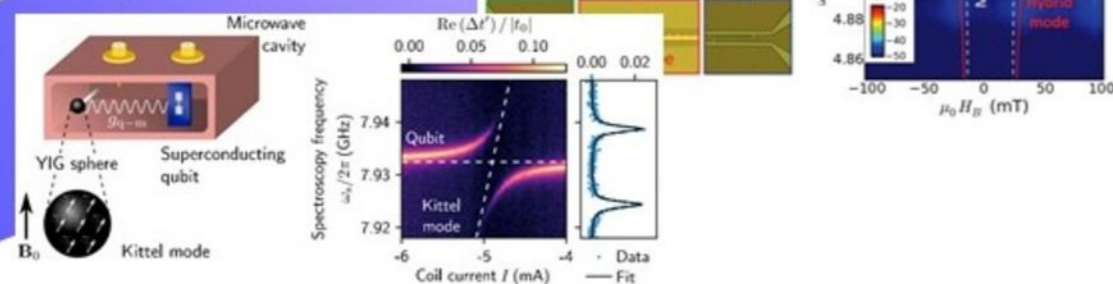 Microwave
cavity
g_{q-m}
YIG sphere
Superconducting
qubit
B₀
Kittel mode
Re (Δt′) / |t₀|
0.00 0.05 0.10
Spectroscopy frequency
ωₛ/2π (GHz)
7.94
7.93
7.92
Qubit
Kittel
mode
-6 -5 -4
Coil current I (mA)
0.00 0.02
Data
Fit
4.88
4.86
-20
-30
-40
-50
Hybrid
mode
−100 −50 0 50 100
μ₀H_B (mT)